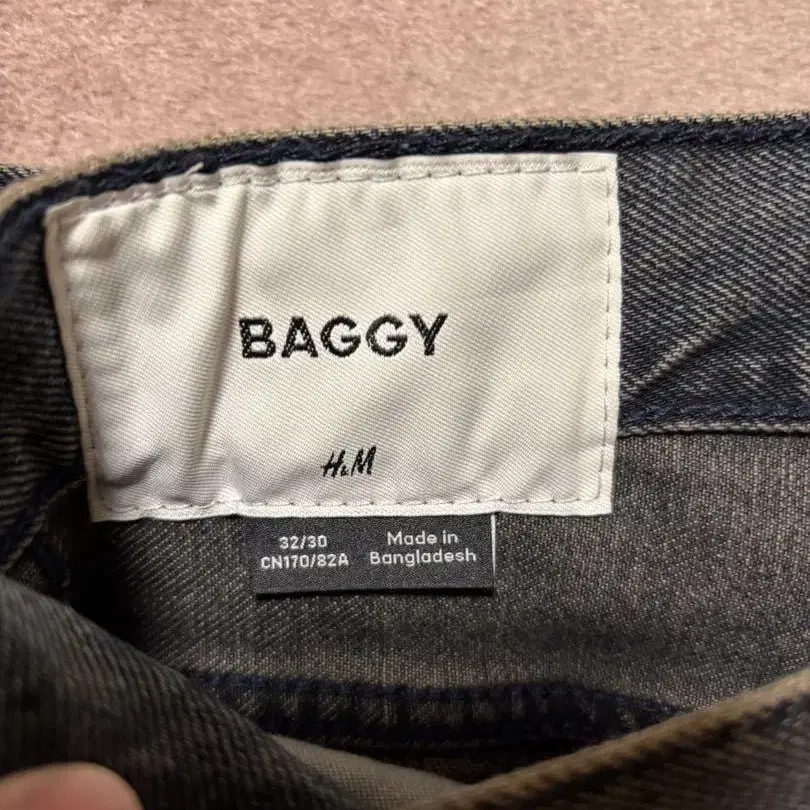 BAGGY
H&M
32/30
CN170/82A
Made in
Bangladesh